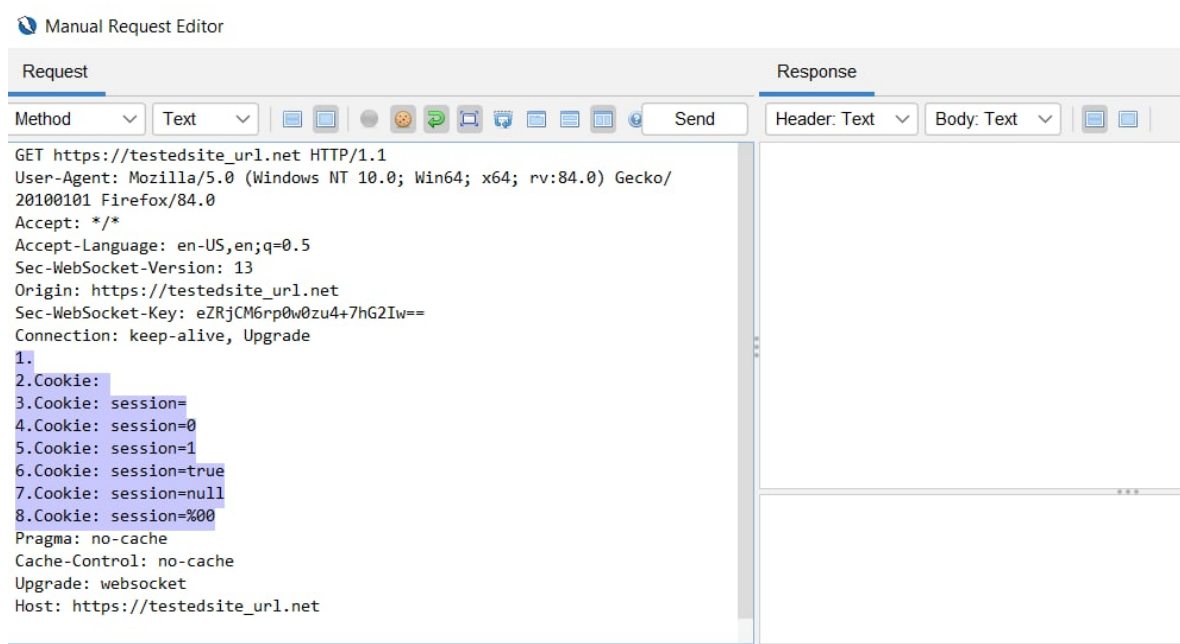 Manual Request Editor
Request
Response
Method
Text
Send
Header: Text
Body: Text
GET https://testedsite_url.net HTTP/1.1
User-Agent: Mozilla/5.0 (Windows NT 10.0; Win64; x64; rv:84.0) Gecko/
20100101 Firefox/84.0
Accept: */*
Accept-Language: en-US,en;q=0.5
Sec-WebSocket-Version: 13
Origin: https://testedsite_url.net
Sec-WebSocket-Key: eZRjCM6rp0w0zu4+7hG2Iw==
Connection: keep-alive, Upgrade
1.
2.Cookie:
3.Cookie: session=
4.Cookie: session=0
5.Cookie: session=1
6.Cookie: session=true
7.Cookie: session=null
8.Cookie: session=%00
Pragma: no-cache
Cache-Control: no-cache
Upgrade: websocket
Host: https://testedsite_url.net